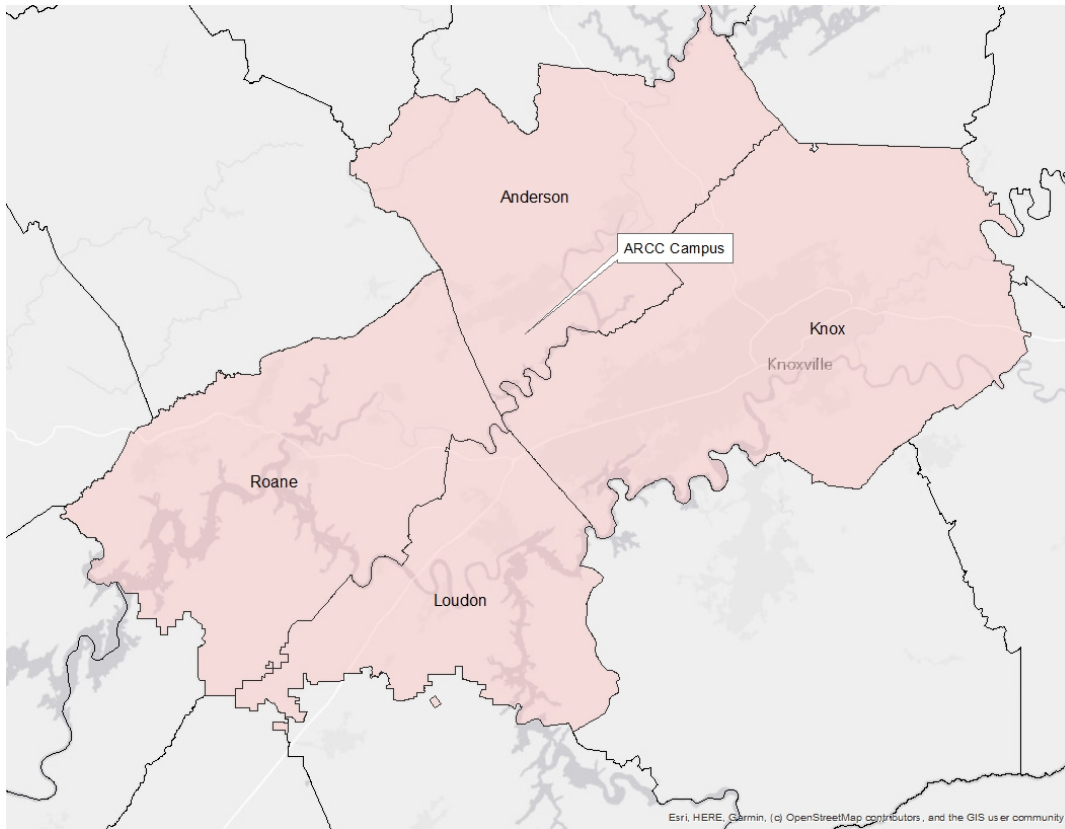 Anderson
ARCC Campus
Knox
Knoxville
Roane
Loudon
Esri, HERE, Garmin, (c) OpenStreetMap contributors, and the GIS user community